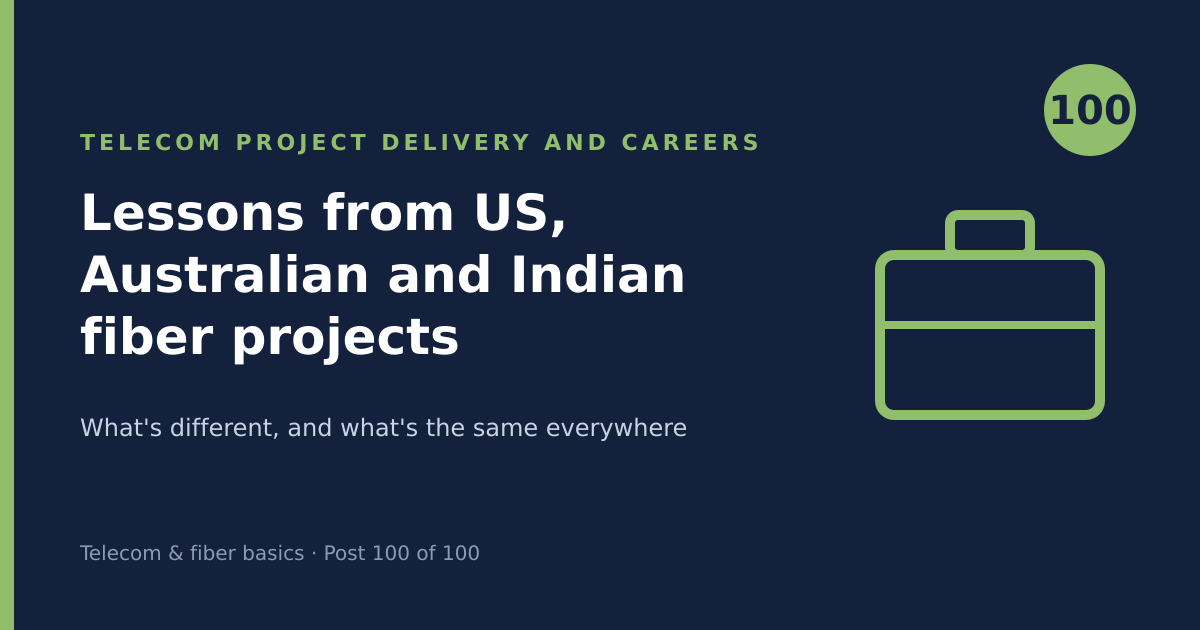 100
TELECOM PROJECT DELIVERY AND CAREERS
Lessons from US,
Australian and Indian
fiber projects
What's different, and what's the same everywhere
Telecom & fiber basics · Post 100 of 100